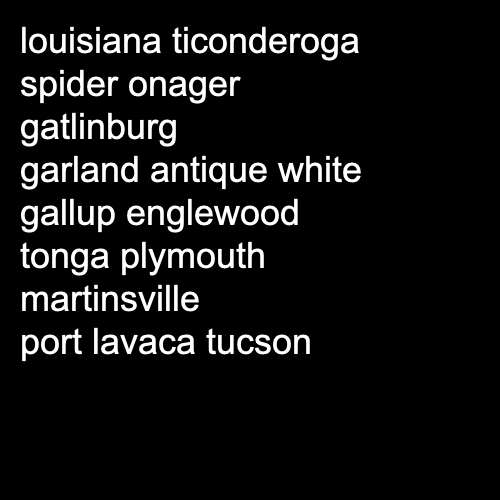 louisiana ticonderoga
spider onager
gatlinburg
garland antique white
gallup englewood
tonga plymouth
martinsville
port lavaca tucson